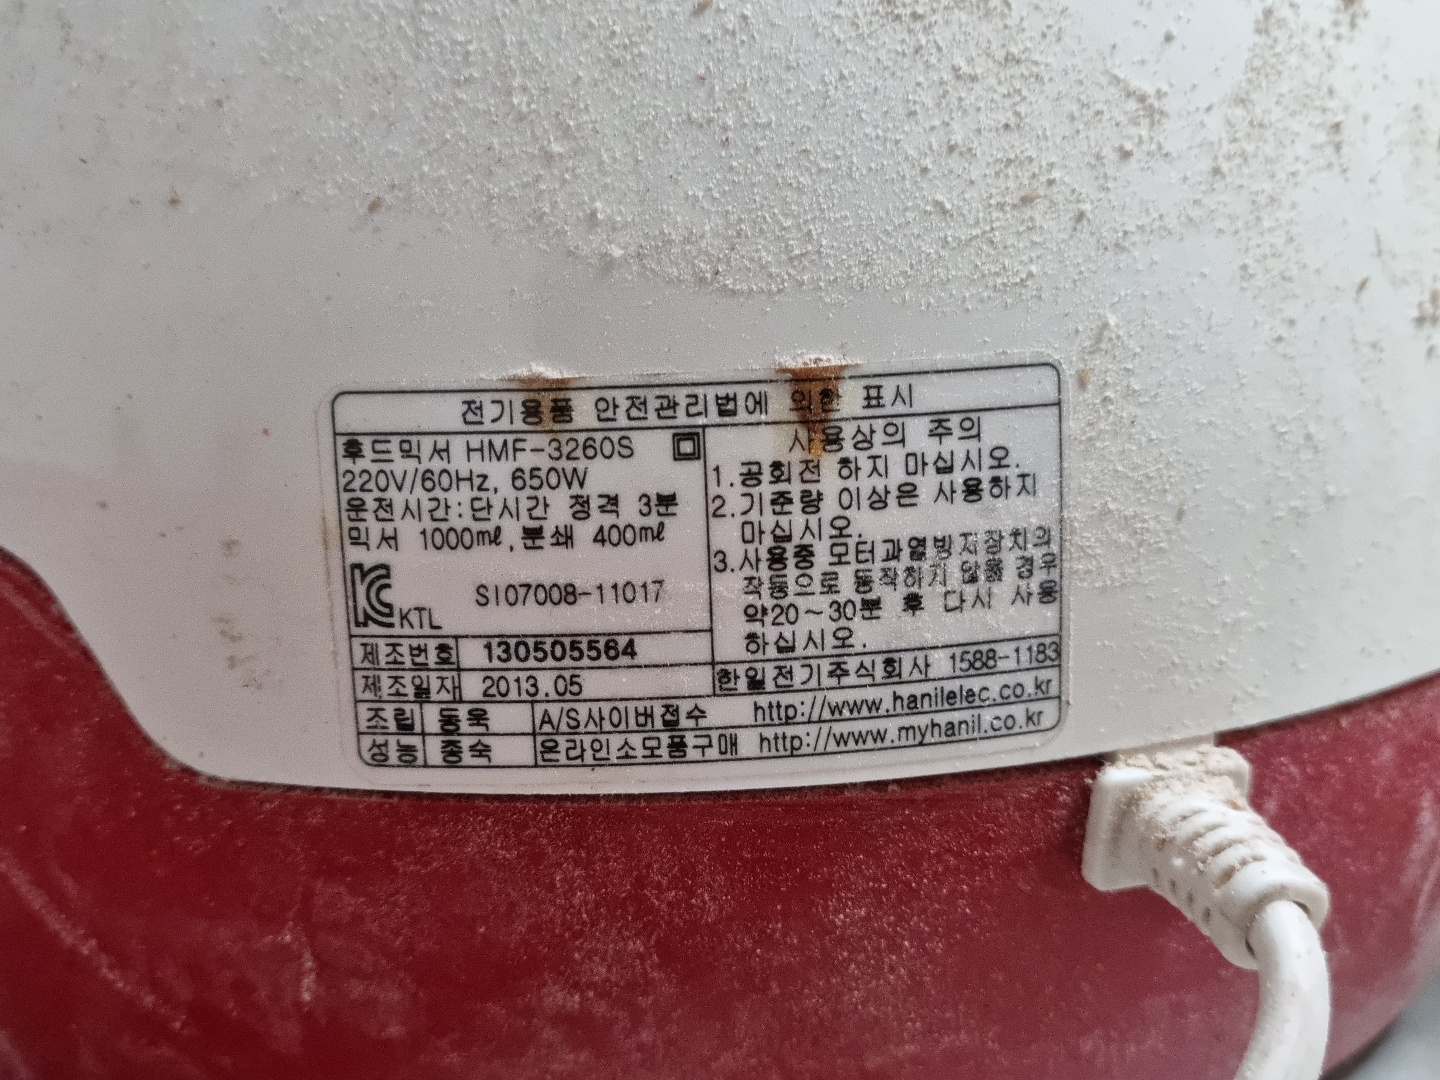 전기용품 안전관리법에 의한 표시
후드믹서 HMF-3260S
220V/60Hz, 650W
운전시간:단시간 정격 3분
믹서 1000㎖,분쇄 400㎖
KC
KTL
SI07008-11017
제조번호 130505564
제조일자 2013.05
사용상의 주의
1.공회전 하지 마십시오.
2.기준량 이상은 사용하지
마십시오.
3.사용중 모터과열방지장치의
작동으로 동작하지 않을 경우
약20~30분 후 다시 사용
하십시오.
한일전기주식회사 1588-1183
조립 동욱 A/S사이버접수 http://www.hanilelec.co.kr
성능 중숙 온라인소모품구매 http://www.myhanil.co.kr